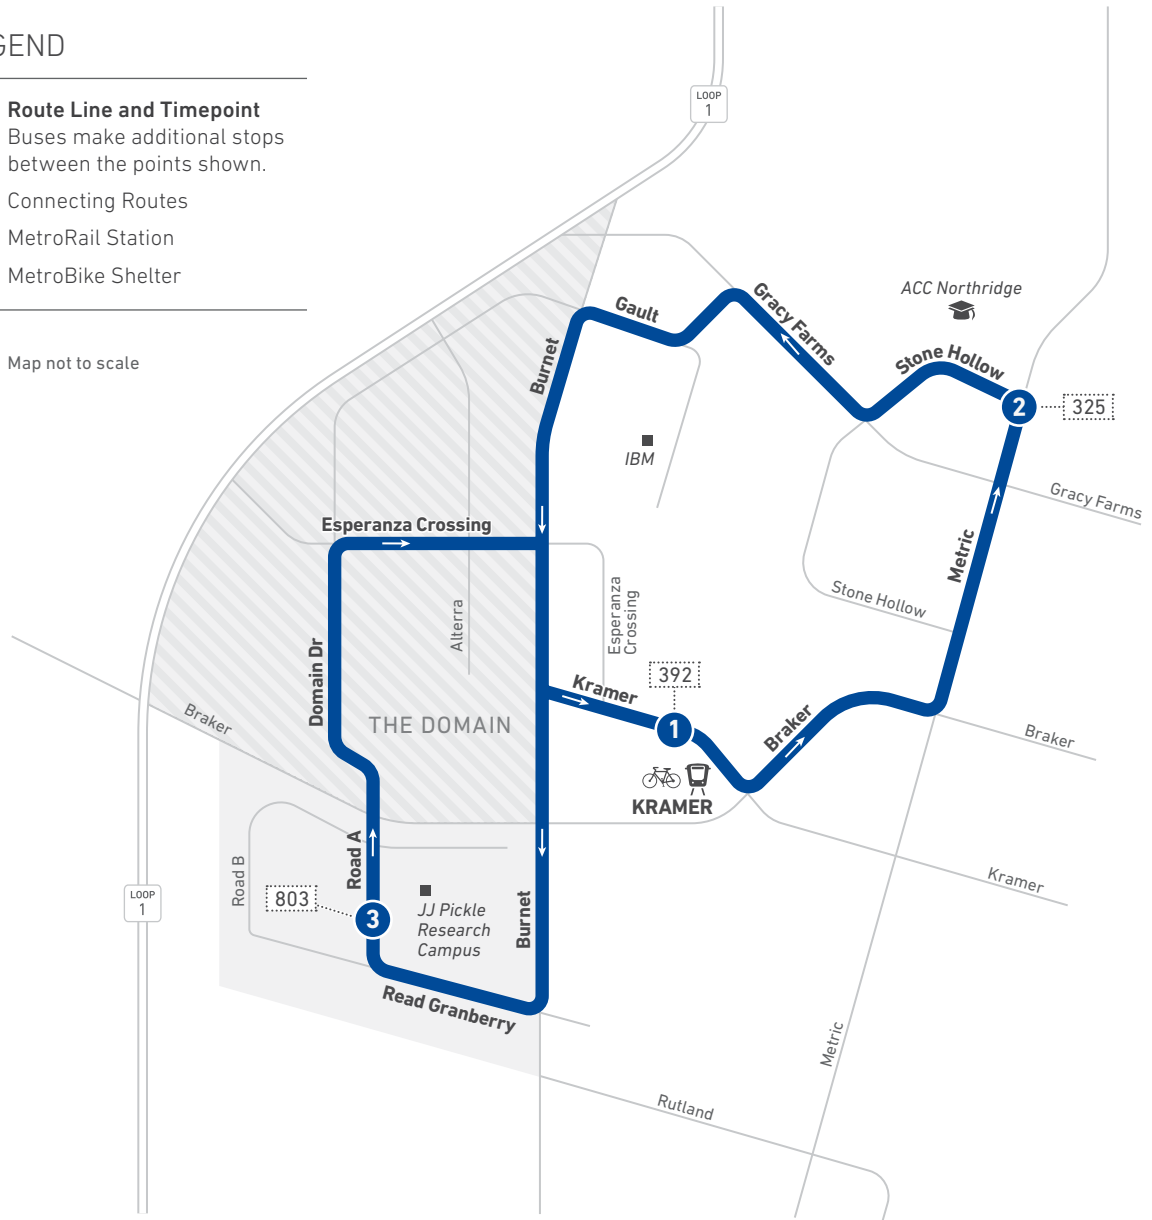 GEND
Route Line and Timepoint
Buses make additional stops
between the points shown.
Connecting Routes
MetroRail Station
MetroBike Shelter
Map not to scale
LOOP
1
ACC Northridge
Gault
Gracy Farms
Stone Hollow
Burnet
2
325
IBM
Gracy Farms
Esperanza Crossing
Metric
Stone Hollow
Alterra
Esperanza
Crossing
392
Kramer
Domain Dr
THE DOMAIN
1
Braker
Braker
Braker
KRAMER
Road A
Road B
Kramer
LOOP
1
803
3
JJ Pickle
Research
Campus
Burnet
Read Granberry
Metric
Rutland